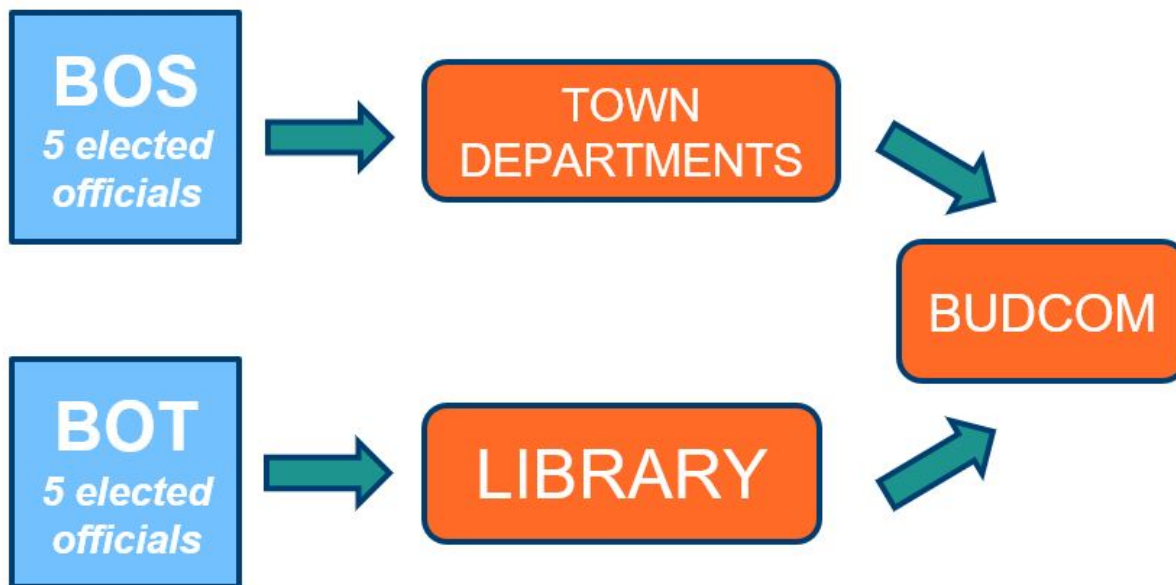 BOS
5 elected
officials
TOWN
DEPARTMENTS
BUDCOM
BOT
5 elected
officials
LIBRARY